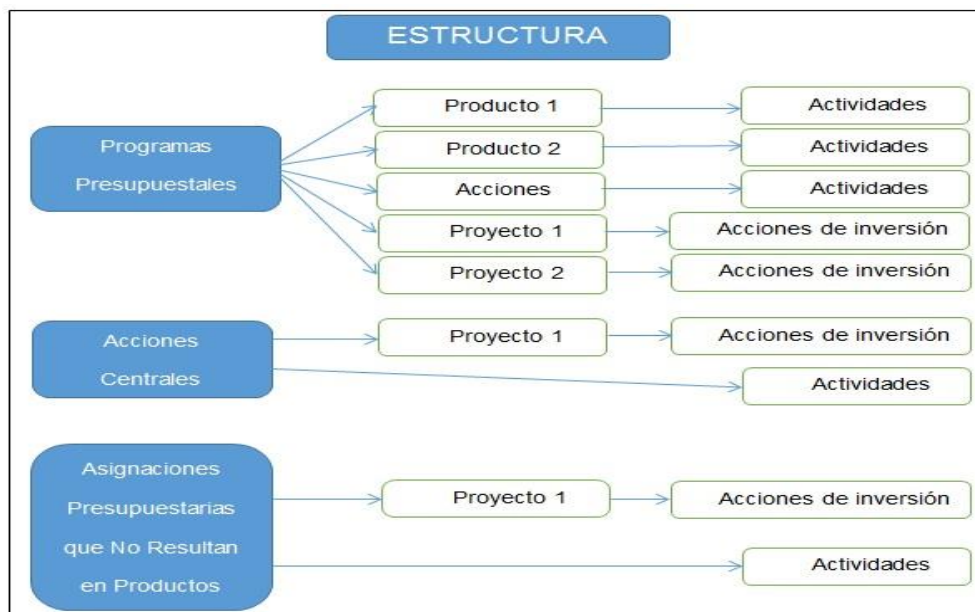 ESTRUCTURA
Programas
Presupuestales
Producto 1
Actividades
Producto 2
Actividades
Acciones
Actividades
Proyecto 1
Acciones de inversión
Proyecto 2
Acciones de inversión
Acciones
Centrales
Proyecto 1
Acciones de inversión
Actividades
Asignaciones
Presupuestarias
que No Resultan
en Productos
Proyecto 1
Acciones de inversión
Actividades